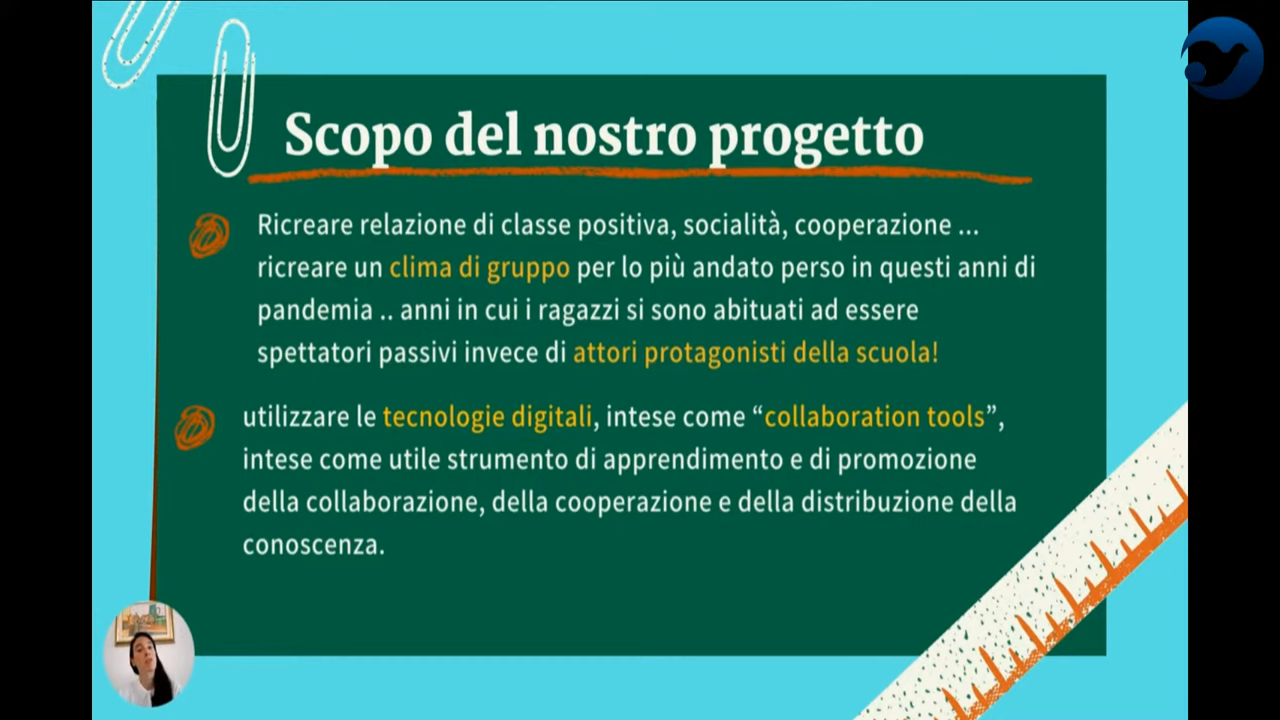 Scopo del nostro progetto
Ricreare relazione di classe positiva, socialità, cooperazione ...
ricreare un clima di gruppo per lo più andato perso in questi anni di
pandemia .. anni in cui i ragazzi si sono abituati ad essere
spettatori passivi invece di attori protagonisti della scuola!
utilizzare le tecnologie digitali, intese come “collaboration tools”,
intese come utile strumento di apprendimento e di promozione
della collaborazione, della cooperazione e della distribuzione della
conoscenza.